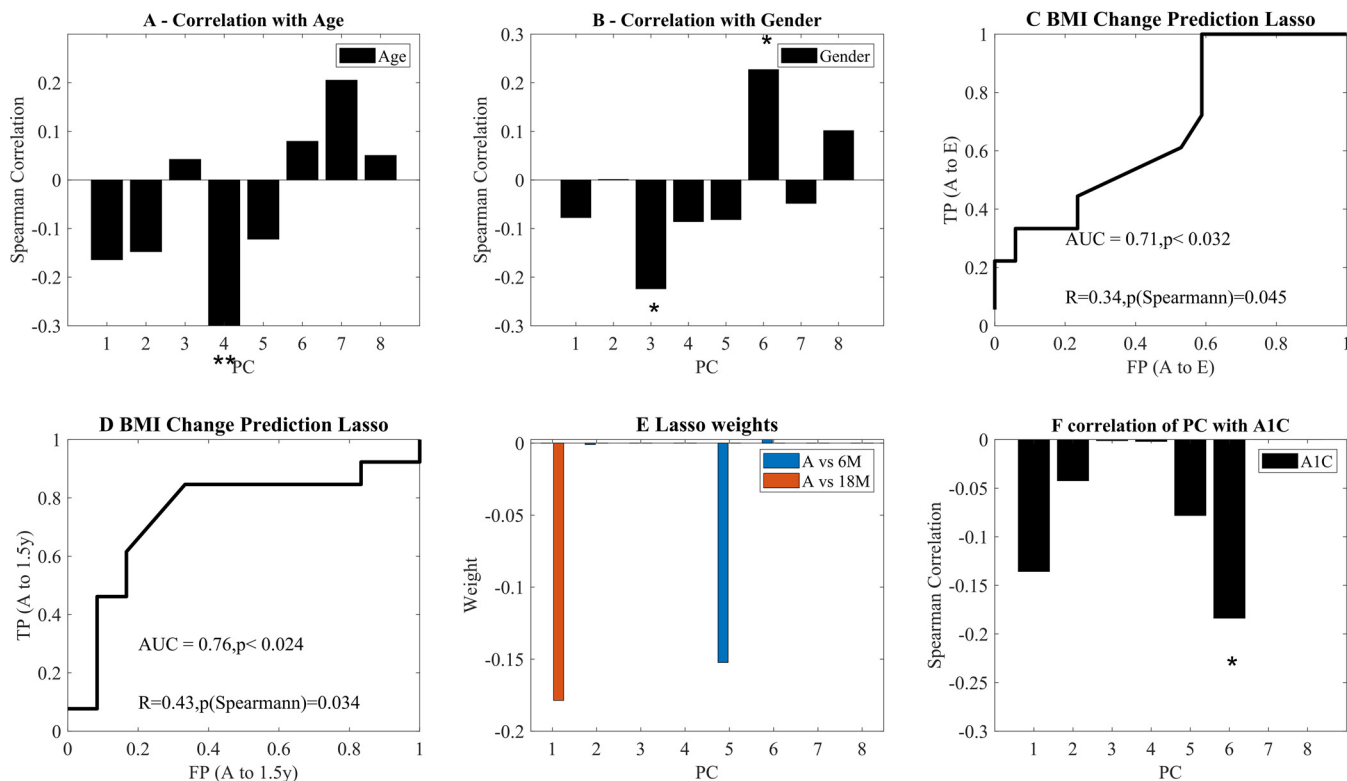 A - Correlation with Age
Spearman Correlation
0.2
0.1
0
-0.1
-0.2
-0.3
Age
**
1 2 3 4 5 6 7 8
PC
B - Correlation with Gender
Spearman Correlation
0.3
0.2
0.1
0
-0.1
-0.2
-0.3
*
Gender
*
1 2 3 4 5 6 7 8
PC
C BMI Change Prediction Lasso
TP (A to E)
1
0.8
0.6
0.4
0.2
0
AUC = 0.71,p< 0.032
R=0.34,p(Spearmann)=0.045
0 0.2 0.4 0.6 0.8 1
FP (A to E)
D BMI Change Prediction Lasso
TP (A to 1.5y)
1
0.8
0.6
0.4
0.2
0
AUC = 0.76,p< 0.024
R=0.43,p(Spearmann)=0.034
0 0.2 0.4 0.6 0.8 1
FP (A to 1.5y)
E Lasso weights
Weight
0
-0.05
-0.1
-0.15
-0.2
A vs 6M
A vs 18M
1 2 3 4 5 6 7 8
PC
F correlation of PC with A1C
Spearman Correlation
0
-0.05
-0.1
-0.15
-0.2
-0.25
-0.3
A1C
*
1 2 3 4 5 6 7 8
PC